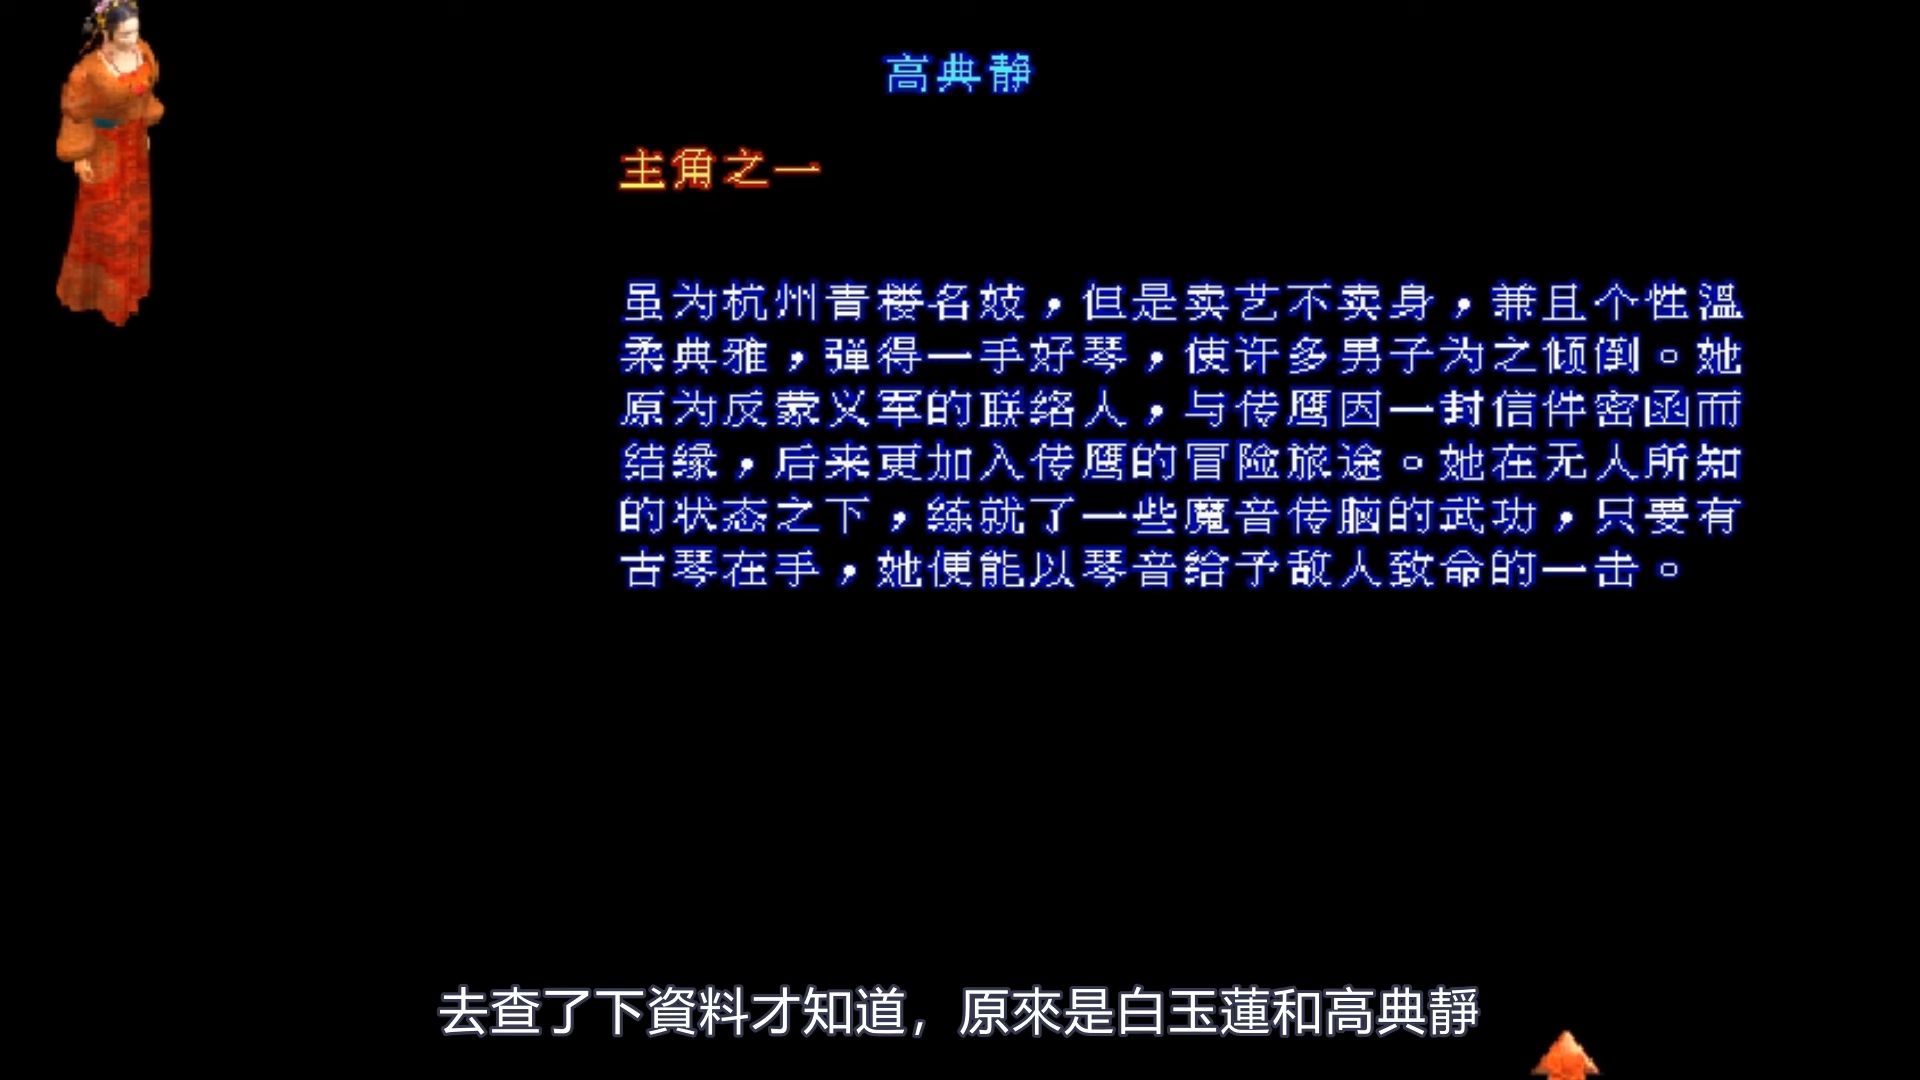 高典靜
主角之一
虽为杭州青楼名妓，但是卖艺不卖身，兼且个性溫
柔典雅，弹得一手好琴，使许多男子为之倾倒。她
原为反蒙义军的联络人，与传鹰因一封信件密函而
结缘，后来更加入传鹰的冒险旅途。她在无人所知
的状态之下，练就了一些魔音传脑的武功，只要有
古琴在手，她便能以琴音给予敌人致命的一击。
去查了下資料才知道，原來是白玉蓮和高典靜